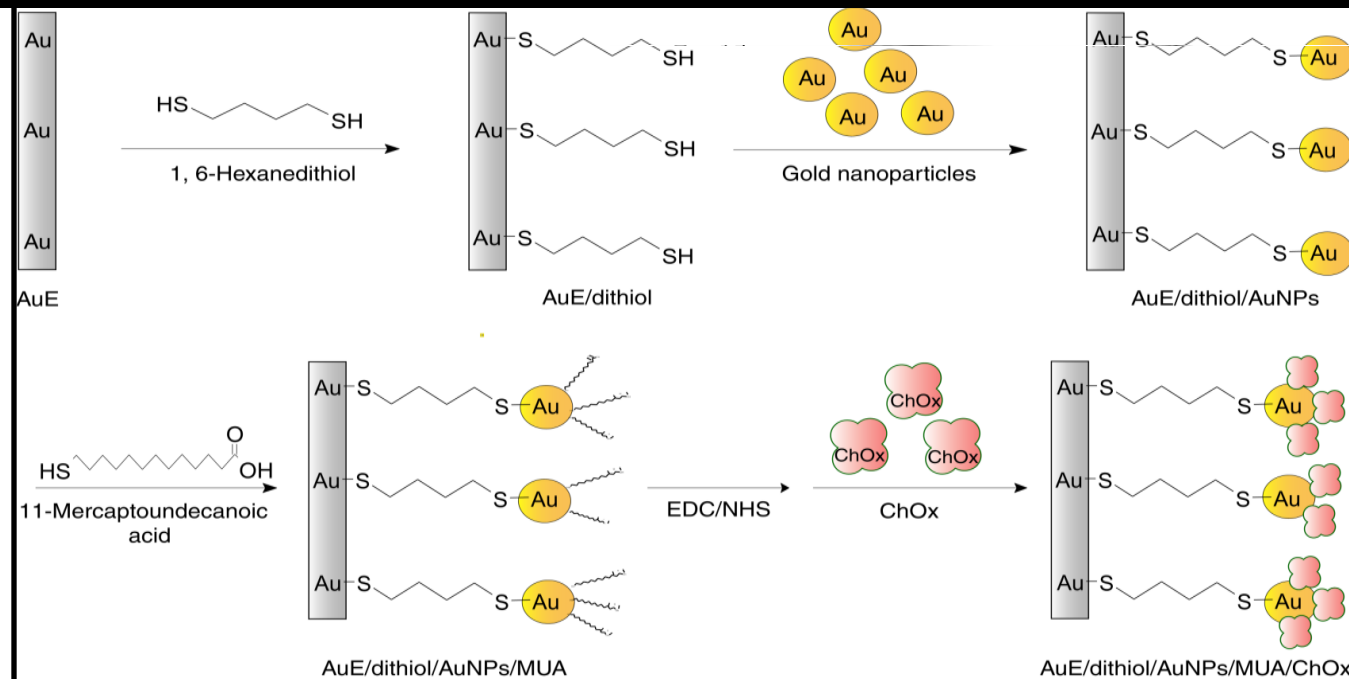 Au
Au
Au
AuE
HS
SH
1, 6-Hexanedithiol
Au S
SH
Au S
SH
Au S
SH
AuE/dithiol
Au
Au
Au
Au
Au
Gold nanoparticles
Au S S Au
Au S S Au
Au S S Au
AuE/dithiol/AuNPs
O
HS OH
11-Mercaptoundecanoic
acid
Au S S Au
Au S S Au
Au S S Au
AuE/dithiol/AuNPs/MUA
EDC/NHS
ChOx
ChOx
ChOx
ChOx
Au S S Au
Au S S Au
Au S S Au
AuE/dithiol/AuNPs/MUA/ChOx